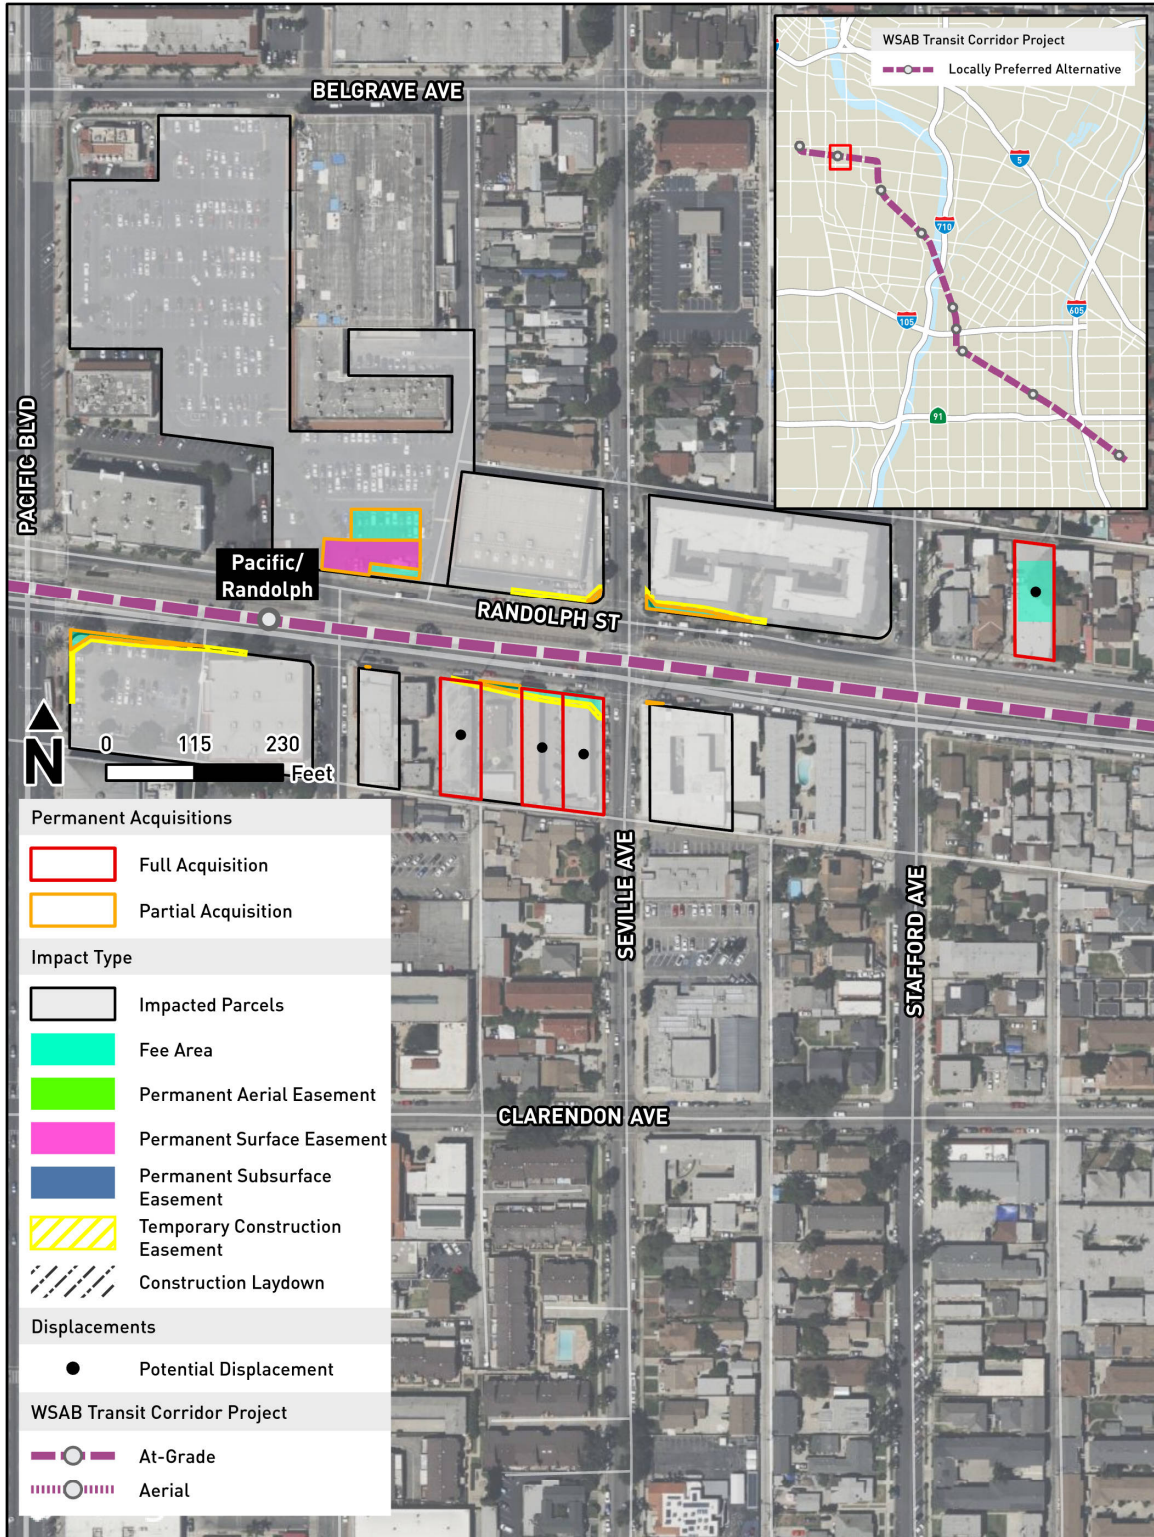 BELGRAVE AVE
WSAB Transit Corridor Project
Locally Preferred Alternative
5
710
105
605
91
PACIFIC BLVD
Pacific/
Randolph
RANDOLPH ST
N
0 115 230
Feet
SEVILLE AVE
STAFFORD AVE
CLARENDON AVE
Permanent Acquisitions
Full Acquisition
Partial Acquisition
Impact Type
Impacted Parcels
Fee Area
Permanent Aerial Easement
Permanent Surface Easement
Permanent Subsurface
Easement
Temporary Construction
Easement
Construction Laydown
Displacements
Potential Displacement
WSAB Transit Corridor Project
At-Grade
Aerial